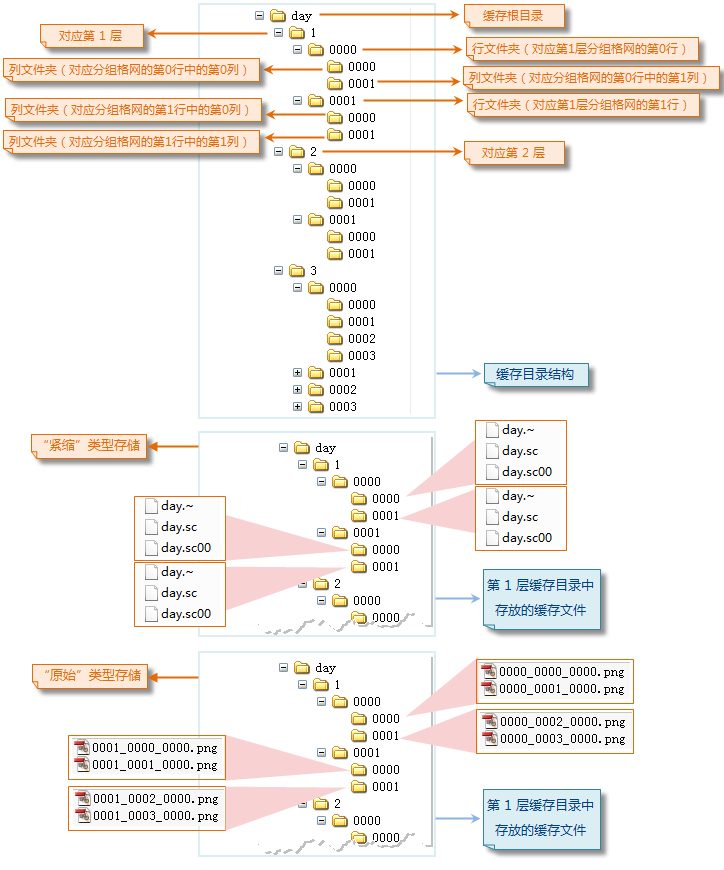 day
缓存根目录
对应第 1 层
1
0000
行文件夹（对应第1层分组格网的第0行）
列文件夹（对应分组格网的第0行中的第0列）
0000
0001
列文件夹（对应分组格网的第0行中的第1列）
0001
行文件夹（对应第1层分组格网的第1行）
列文件夹（对应分组格网的第1行中的第0列）
0000
列文件夹（对应分组格网的第1行中的第1列）
0001
2
对应第 2 层
0000
0000
0001
0001
0000
0001
3
0000
0000
0001
0002
0003
0001
缓存目录结构
0002
0003
“紧缩”类型存储
day
1
0000
0000
0001
0001
0000
0001
2
0000
0000
day.~
day.sc
day.sc00
day.~
day.sc
day.sc00
day.~
day.sc
day.sc00
day.~
day.sc
day.sc00
第 1 层缓存目录中
存放的缓存文件
“原始”类型存储
day
1
0000
0000
0001
0001
0000
0001
2
0000
0000
0000_0000_0000.png
0000_0001_0000.png
0000_0002_0000.png
0000_0003_0000.png
0001_0000_0000.png
0001_0001_0000.png
0001_0002_0000.png
0001_0003_0000.png
第 1 层缓存目录中
存放的缓存文件